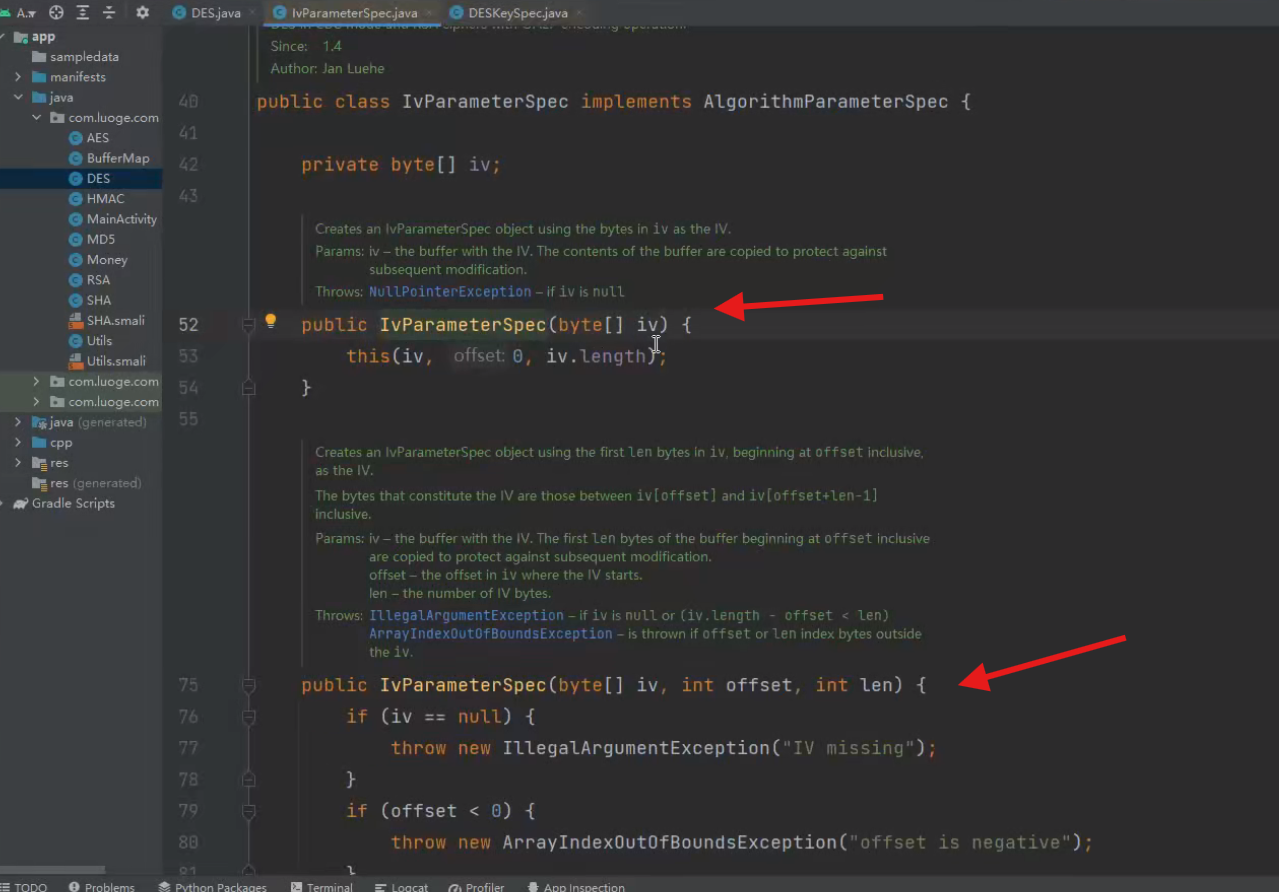 A..
DES.java
IvParameterSpec.java
DESKeySpec.java
app
sampledata
manifests
java
com.luoge.com
AES
BufferMap
DES
HMAC
MainActivity
MD5
Money
RSA
SHA
SHA.smali
Utils
Utils.smali
com.luoge.com
com.luoge.com
java (generated)
cpp
res
res (generated)
Gradle Scripts
Since: 1.4
Author: Jan Luehe
40 public class IvParameterSpec implements AlgorithmParameterSpec {
41
42 private byte[] iv;
43
Creates an IvParameterSpec object using the bytes in iv as the IV.
Params: iv – the buffer with the IV. The contents of the buffer are copied to protect against
subsequent modification.
Throws: NullPointerException – if iv is null
52 public IvParameterSpec(byte[] iv) {
53 this(iv, offset: 0, iv.length);
54 }
55
Creates an IvParameterSpec object using the first len bytes in iv, beginning at offset inclusive,
as the IV.
The bytes that constitute the IV are those between iv[offset] and iv[offset+len-1]
inclusive.
Params: iv – the buffer with the IV. The first len bytes of the buffer beginning at offset inclusive
are copied to protect against subsequent modification.
offset – the offset in iv where the IV starts.
len – the number of IV bytes.
Throws: IllegalArgumentException – if iv is null or (iv.length - offset < len)
ArrayIndexOutOfBoundsException – is thrown if offset or len index bytes outside
the iv.
75 public IvParameterSpec(byte[] iv, int offset, int len) {
76 if (iv == null) {
77 throw new IllegalArgumentException("IV missing");
78 }
79 if (offset < 0) {
80 throw new ArrayIndexOutOfBoundsException("offset is negative");
81 }
TODO Problems Python Packages Terminal Logcat Profiler App Inspection